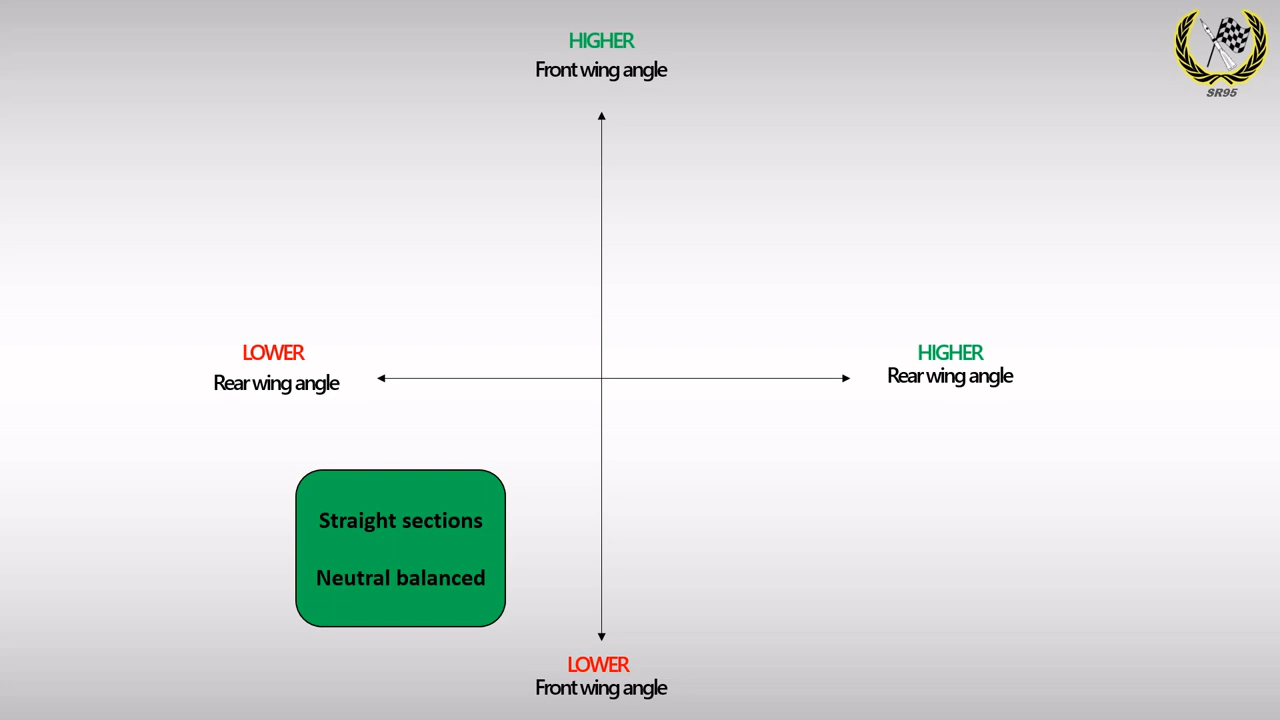 HIGHER
Front wing angle
SR95
LOWER
Rear wing angle
HIGHER
Rear wing angle
Straight sections
Neutral balanced
LOWER
Front wing angle